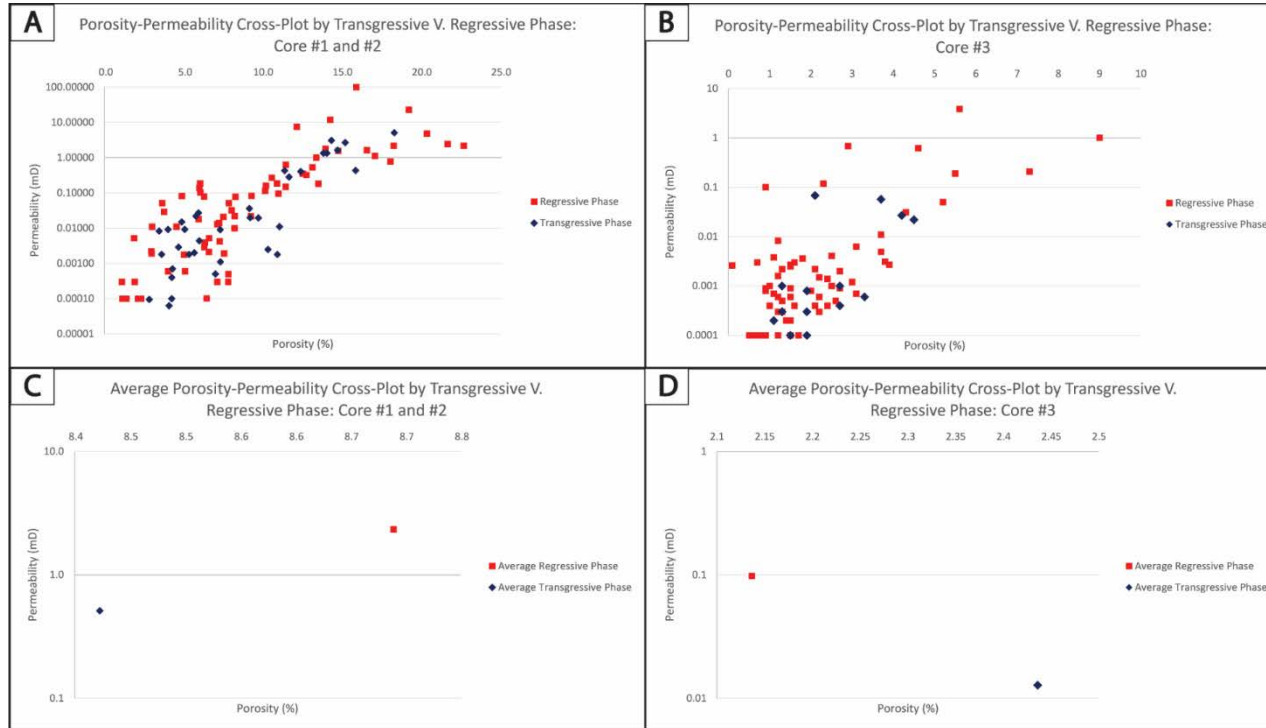 A
Porosity-Permeability Cross-Plot by Transgressive V. Regressive Phase:
Core #1 and #2
0.0 5.0 10.0 15.0 20.0 25.0
100.00000
10.00000
1.00000
0.10000
0.01000
0.00100
0.00010
0.00001
Permeability (mD)
Porosity (%)
Regressive Phase
Transgressive Phase
B
Porosity-Permeability Cross-Plot by Transgressive V. Regressive Phase:
Core #3
0 1 2 3 4 5 6 7 8 9 10
10
1
0.1
0.01
0.001
0.0001
Permeability (mD)
Porosity (%)
Regressive Phase
Transgressive Phase
C
Average Porosity-Permeability Cross-Plot by Transgressive V.
Regressive Phase: Core #1 and #2
8.4 8.5 8.5 8.6 8.6 8.7 8.7 8.8
10.0
1.0
0.1
Permeability (mD)
Porosity (%)
Average Regressive Phase
Average Transgressive Phase
D
Average Porosity-Permeability Cross-Plot by Transgressive V.
Regressive Phase: Core #3
2.1 2.15 2.2 2.25 2.3 2.35 2.4 2.45 2.5
1
0.1
0.01
Permeability (mD)
Porosity (%)
Average Regressive Phase
Average Transgressive Phase